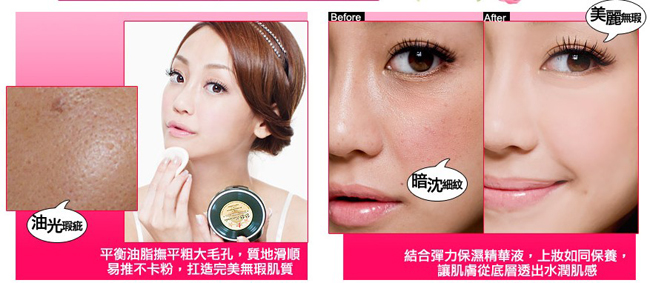 油光瑕疵
平衡油脂撫平粗大毛孔，質地滑順
易推不卡粉，扛造完美無瑕肌質
Before
After
美麗無瑕
暗沈細紋
結合彈力保濕精華液，上妝如同保養，
讓肌膚從底層透出水潤肌感